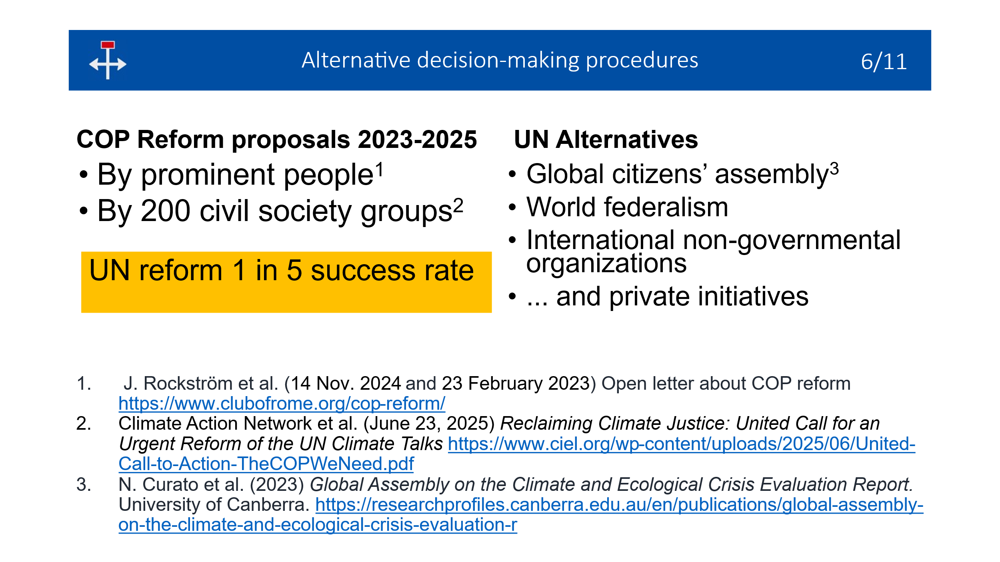 Alternative decision-making procedures
6/11
COP Reform proposals 2023-2025
• By prominent people¹
• By 200 civil society groups²
UN reform 1 in 5 success rate
UN Alternatives
• Global citizens’ assembly³
• World federalism
• International non-governmental
organizations
• ... and private initiatives
1. J. Rockström et al. (14 Nov. 2024 and 23 February 2023) Open letter about COP reform
https://www.clubofrome.org/cop-reform/
2. Climate Action Network et al. (June 23, 2025) Reclaiming Climate Justice: United Call for an
Urgent Reform of the UN Climate Talks https://www.ciel.org/wp-content/uploads/2025/06/United-
Call-to-Action-TheCOPWeNeed.pdf
3. N. Curato et al. (2023) Global Assembly on the Climate and Ecological Crisis Evaluation Report.
University of Canberra. https://researchprofiles.canberra.edu.au/en/publications/global-assembly-
on-the-climate-and-ecological-crisis-evaluation-r